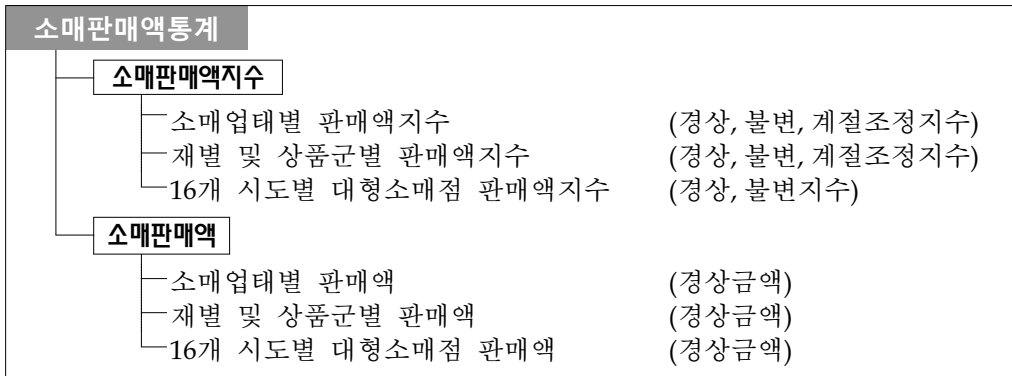 소매판매액통계
소매판매액지수
소매업태별 판매액지수 (경상, 불변, 계절조정지수)
재별 및 상품군별 판매액지수 (경상, 불변, 계절조정지수)
16개 시도별 대형소매점 판매액지수 (경상, 불변지수)
소매판매액
소매업태별 판매액 (경상금액)
재별 및 상품군별 판매액 (경상금액)
16개 시도별 대형소매점 판매액 (경상금액)